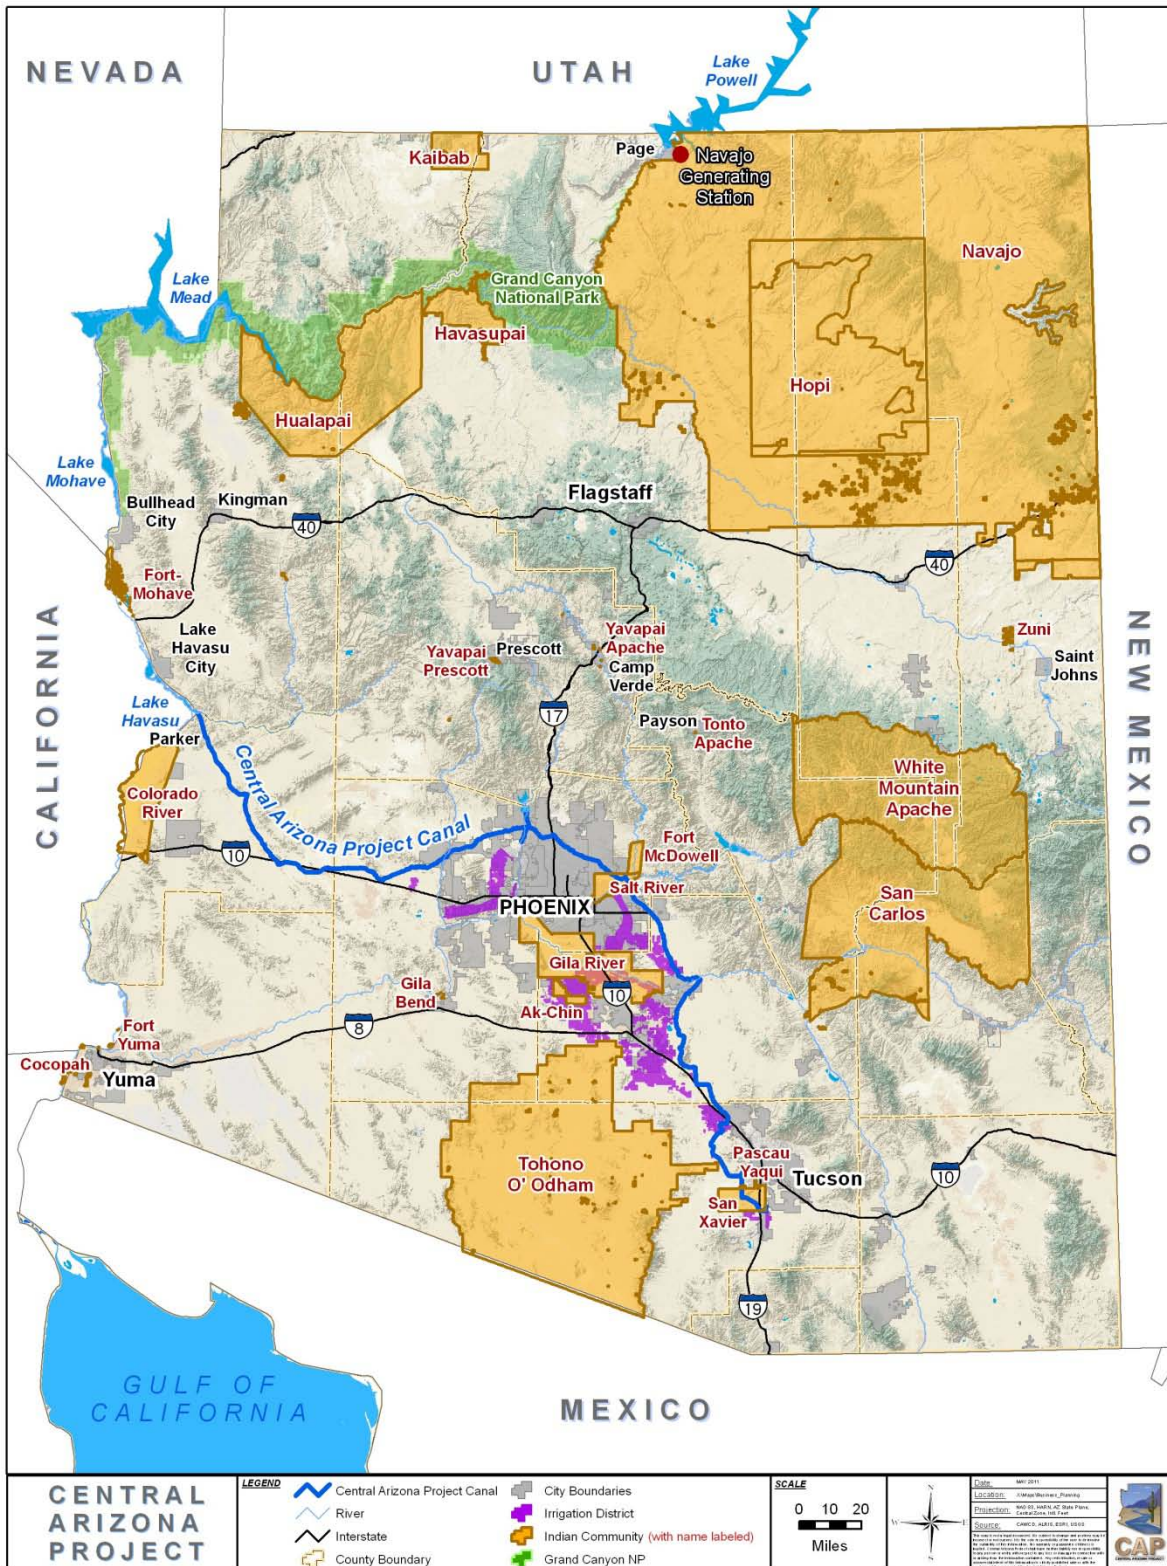 NEVADA
UTAH
Lake
Powell
Page
Navajo
Generating
Station
Kaibab
Navajo
Lake
Mead
Grand Canyon
National Park
Havasupai
Hopi
Hualapai
Lake
Mohave
Bullhead
City
Kingman
40
Flagstaff
40
Fort-
Mohave
CALIFORNIA
NEW MEXICO
Lake
Havasu
City
Yavapai
Prescott
Prescott
Yavapai
Apache
Camp
Verde
Zuni
Saint
Johns
Lake
Havasu
Parker
17
Payson
Tonto
Apache
Central Arizona Project Canal
Colorado
River
White
Mountain
Apache
10
Fort
McDowell
Salt River
San
Carlos
PHOENIX
Gila River
Gila
Bend
10
Ak-Chin
8
Fort
Yuma
Cocopah
Yuma
Tohono
O' Odham
Pascau
Yaqui
Tucson
10
San
Xavier
19
GULF OF
CALIFORNIA
MEXICO
CENTRAL
ARIZONA
PROJECT
LEGEND
Central Arizona Project Canal
River
Interstate
County Boundary
City Boundaries
Irrigation District
Indian Community (with name labeled)
Grand Canyon NP
SCALE
0 10 20
Miles
N
W E
S
Date: MAY 2011
Location:
Projection:
Source:
CAP